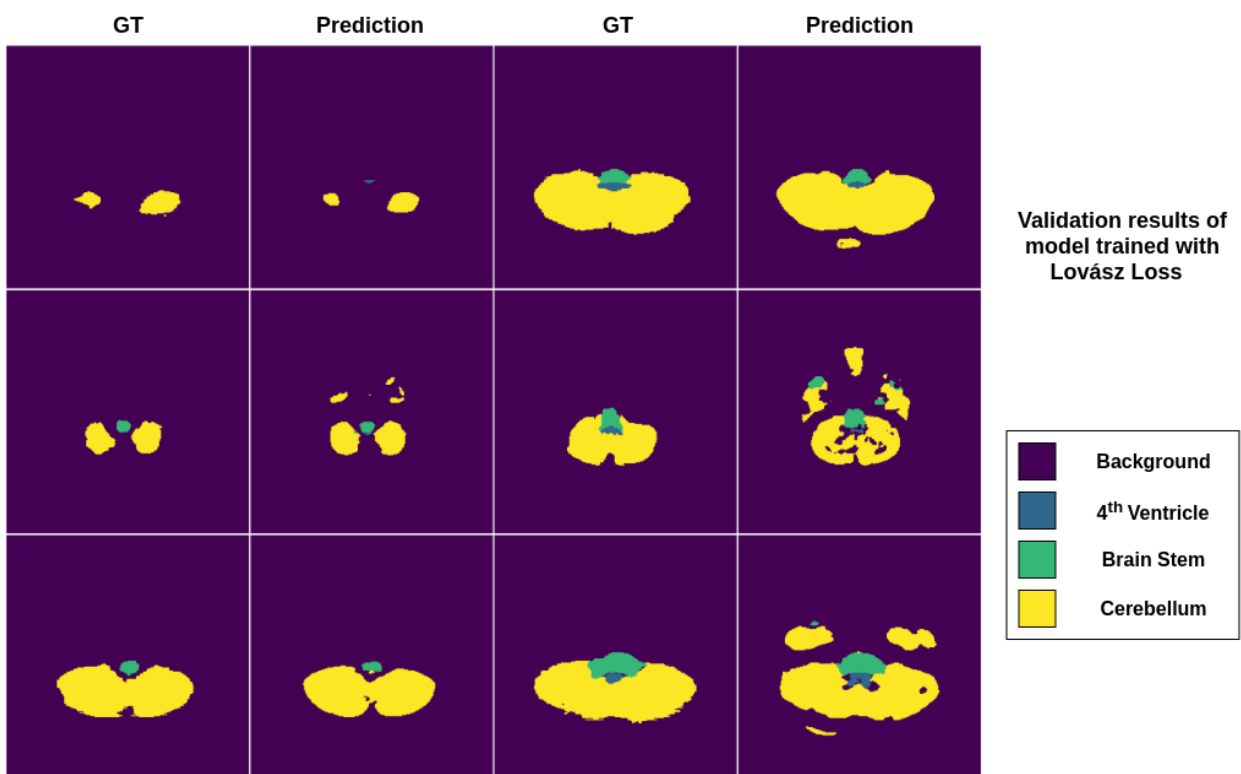 GT
Prediction
GT
Prediction
Validation results of
model trained with
Lovász Loss
Background
4th Ventricle
Brain Stem
Cerebellum